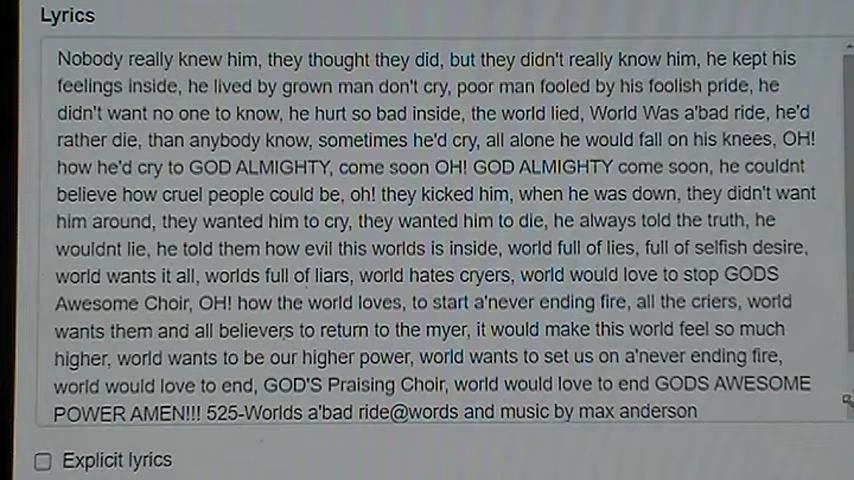 Lyrics
Nobody really knew him, they thought they did, but they didn't really know him, he kept his
feelings inside, he lived by grown man don't cry, poor man fooled by his foolish pride, he
didn't want no one to know, he hurt so bad inside, the world lied, World Was a'bad ride, he'd
rather die, than anybody know, sometimes he'd cry, all alone he would fall on his knees, OH!
how he'd cry to GOD ALMIGHTY, come soon OH! GOD ALMIGHTY come soon, he couldnt
believe how cruel people could be, oh! they kicked him, when he was down, they didn't want
him around, they wanted him to cry, they wanted him to die, he always told the truth, he
wouldnt lie, he told them how evil this worlds is inside, world full of lies, full of selfish desire,
world wants it all, worlds full of liars, world hates cryers, world would love to stop GODS
Awesome Choir, OH! how the world loves, to start a'never ending fire, all the criers, world
wants them and all believers to return to the myer, it would make this world feel so much
higher, world wants to be our higher power, world wants to set us on a'never ending fire,
world would love to end, GOD'S Praising Choir, world would love to end GODS AWESOME
POWER AMEN!!! 525-Worlds a'bad ride@words and music by max anderson
Explicit lyrics